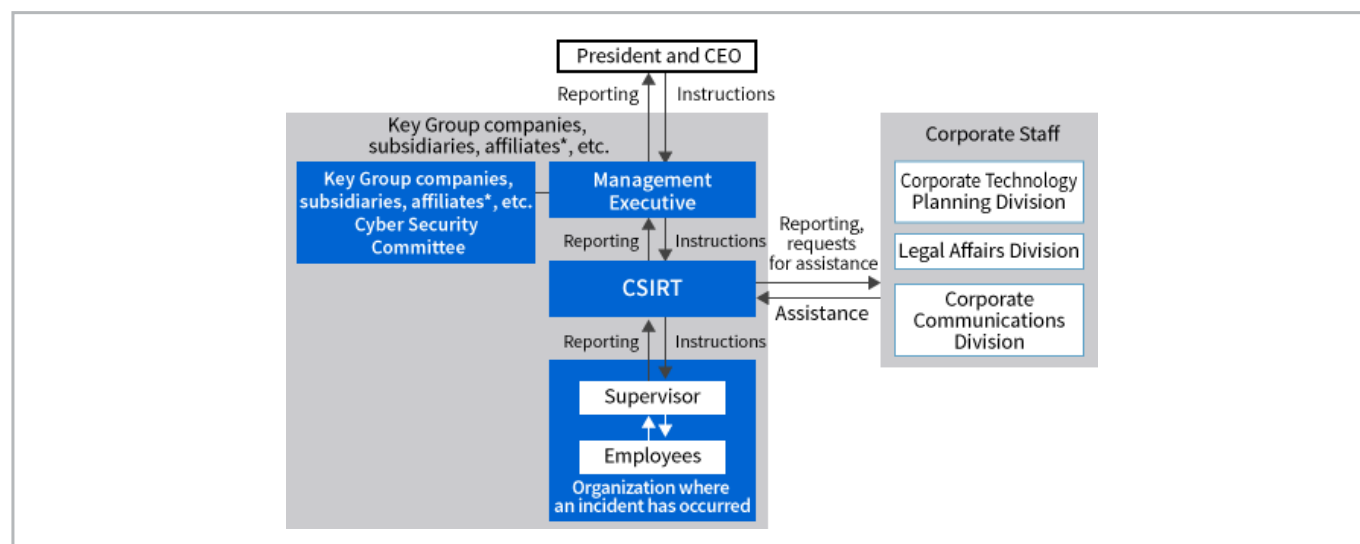 President and CEO
Reporting
Instructions
Key Group companies,
subsidiaries, affiliates*, etc.
Key Group companies,
subsidiaries, affiliates*, etc.
Cyber Security
Committee
Management
Executive
Reporting
Instructions
CSIRT
Reporting
Instructions
Supervisor
Employees
Organization where
an incident has occurred
Reporting,
requests
for assistance
Assistance
Corporate Staff
Corporate Technology
Planning Division
Legal Affairs Division
Corporate
Communications
Division